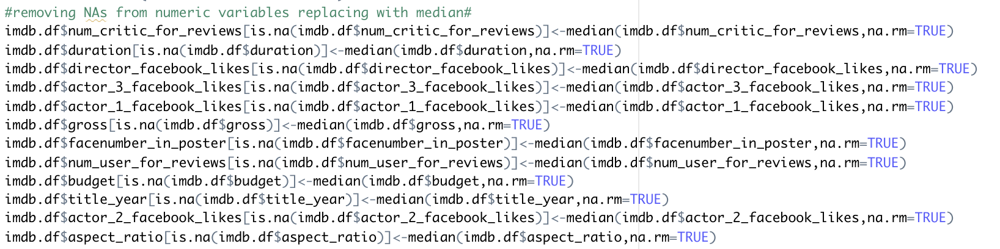 #removing NAs from numeric variables replacing with median#
imdb.df$num_critic_for_reviews[is.na(imdb.df$num_critic_for_reviews)]<-median(imdb.df$num_critic_for_reviews,na.rm=TRUE)
imdb.df$duration[is.na(imdb.df$duration)]<-median(imdb.df$duration,na.rm=TRUE)
imdb.df$director_facebook_likes[is.na(imdb.df$director_facebook_likes)]<-median(imdb.df$director_facebook_likes,na.rm=TRUE)
imdb.df$actor_3_facebook_likes[is.na(imdb.df$actor_3_facebook_likes)]<-median(imdb.df$actor_3_facebook_likes,na.rm=TRUE)
imdb.df$actor_1_facebook_likes[is.na(imdb.df$actor_1_facebook_likes)]<-median(imdb.df$actor_1_facebook_likes,na.rm=TRUE)
imdb.df$gross[is.na(imdb.df$gross)]<-median(imdb.df$gross,na.rm=TRUE)
imdb.df$facenumber_in_poster[is.na(imdb.df$facenumber_in_poster)]<-median(imdb.df$facenumber_in_poster,na.rm=TRUE)
imdb.df$num_user_for_reviews[is.na(imdb.df$num_user_for_reviews)]<-median(imdb.df$num_user_for_reviews,na.rm=TRUE)
imdb.df$budget[is.na(imdb.df$budget)]<-median(imdb.df$budget,na.rm=TRUE)
imdb.df$title_year[is.na(imdb.df$title_year)]<-median(imdb.df$title_year,na.rm=TRUE)
imdb.df$actor_2_facebook_likes[is.na(imdb.df$actor_2_facebook_likes)]<-median(imdb.df$actor_2_facebook_likes,na.rm=TRUE)
imdb.df$aspect_ratio[is.na(imdb.df$aspect_ratio)]<-median(imdb.df$aspect_ratio,na.rm=TRUE)